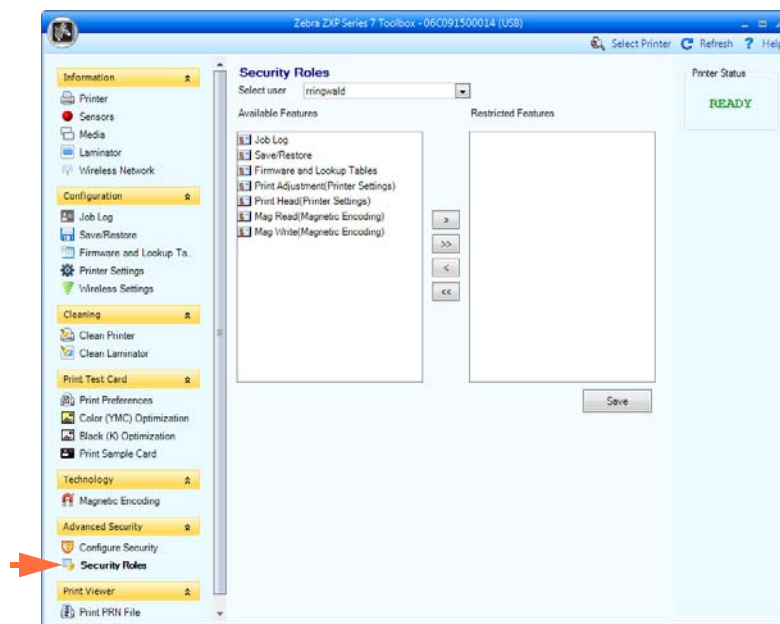 Zebra ZXP Series 7 Toolbox - 06C091500014 (USB)
Select Printer
Refresh
? Help
Information
Printer
Sensors
Media
Laminator
Wireless Network
Configuration
Job Log
Save/Restore
Firmware and Lookup Ta..
Printer Settings
Wireless Settings
Cleaning
Clean Printer
Clean Laminator
Print Test Card
Print Preferences
Color (YMC) Optimization
Black (K) Optimization
Print Sample Card
Technology
Magnetic Encoding
Advanced Security
Configure Security
Security Roles
Print Viewer
Print PRN File
Security Roles
Select user rringwald
Available Features
Job Log
Save/Restore
Firmware and Lookup Tables
Print Adjustment(Printer Settings)
Print Head(Printer Settings)
Mag Read(Magnetic Encoding)
Mag Write(Magnetic Encoding)
>
>>
<
<<
Restricted Features
Save
Printer Status
READY